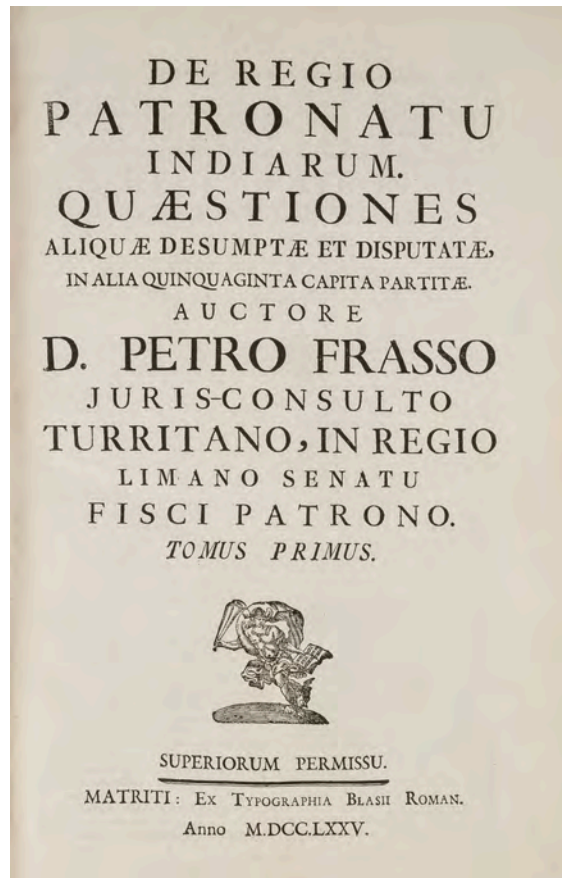 DE REGIO
PATRONATU
INDIARUM.
QUÆSTIONES
ALIQUÆ DESUMPTÆ ET DISPUTATÆ,
IN ALIA QUINQUAGINTA CAPITA PARTITÆ.
AUCTORE
D. PETRO FRASSO
JURIS-CONSULTO
TURRITANO, IN REGIO
LIMANO SENATU
FISCI PATRONO.
TOMUS PRIMUS.
SUPERIORUM PERMISSU.
MATRITI: EX TYPOGRAPHIA BLASII ROMAN.
Anno M.DCC.LXXV.